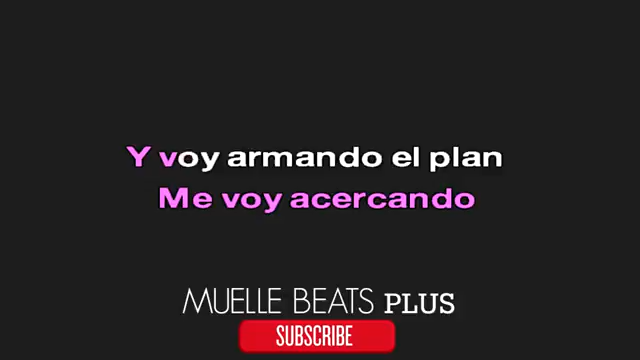 Y voy armando el plan
Me voy acercando
MUELLE BEATS PLUS
SUBSCRIBE